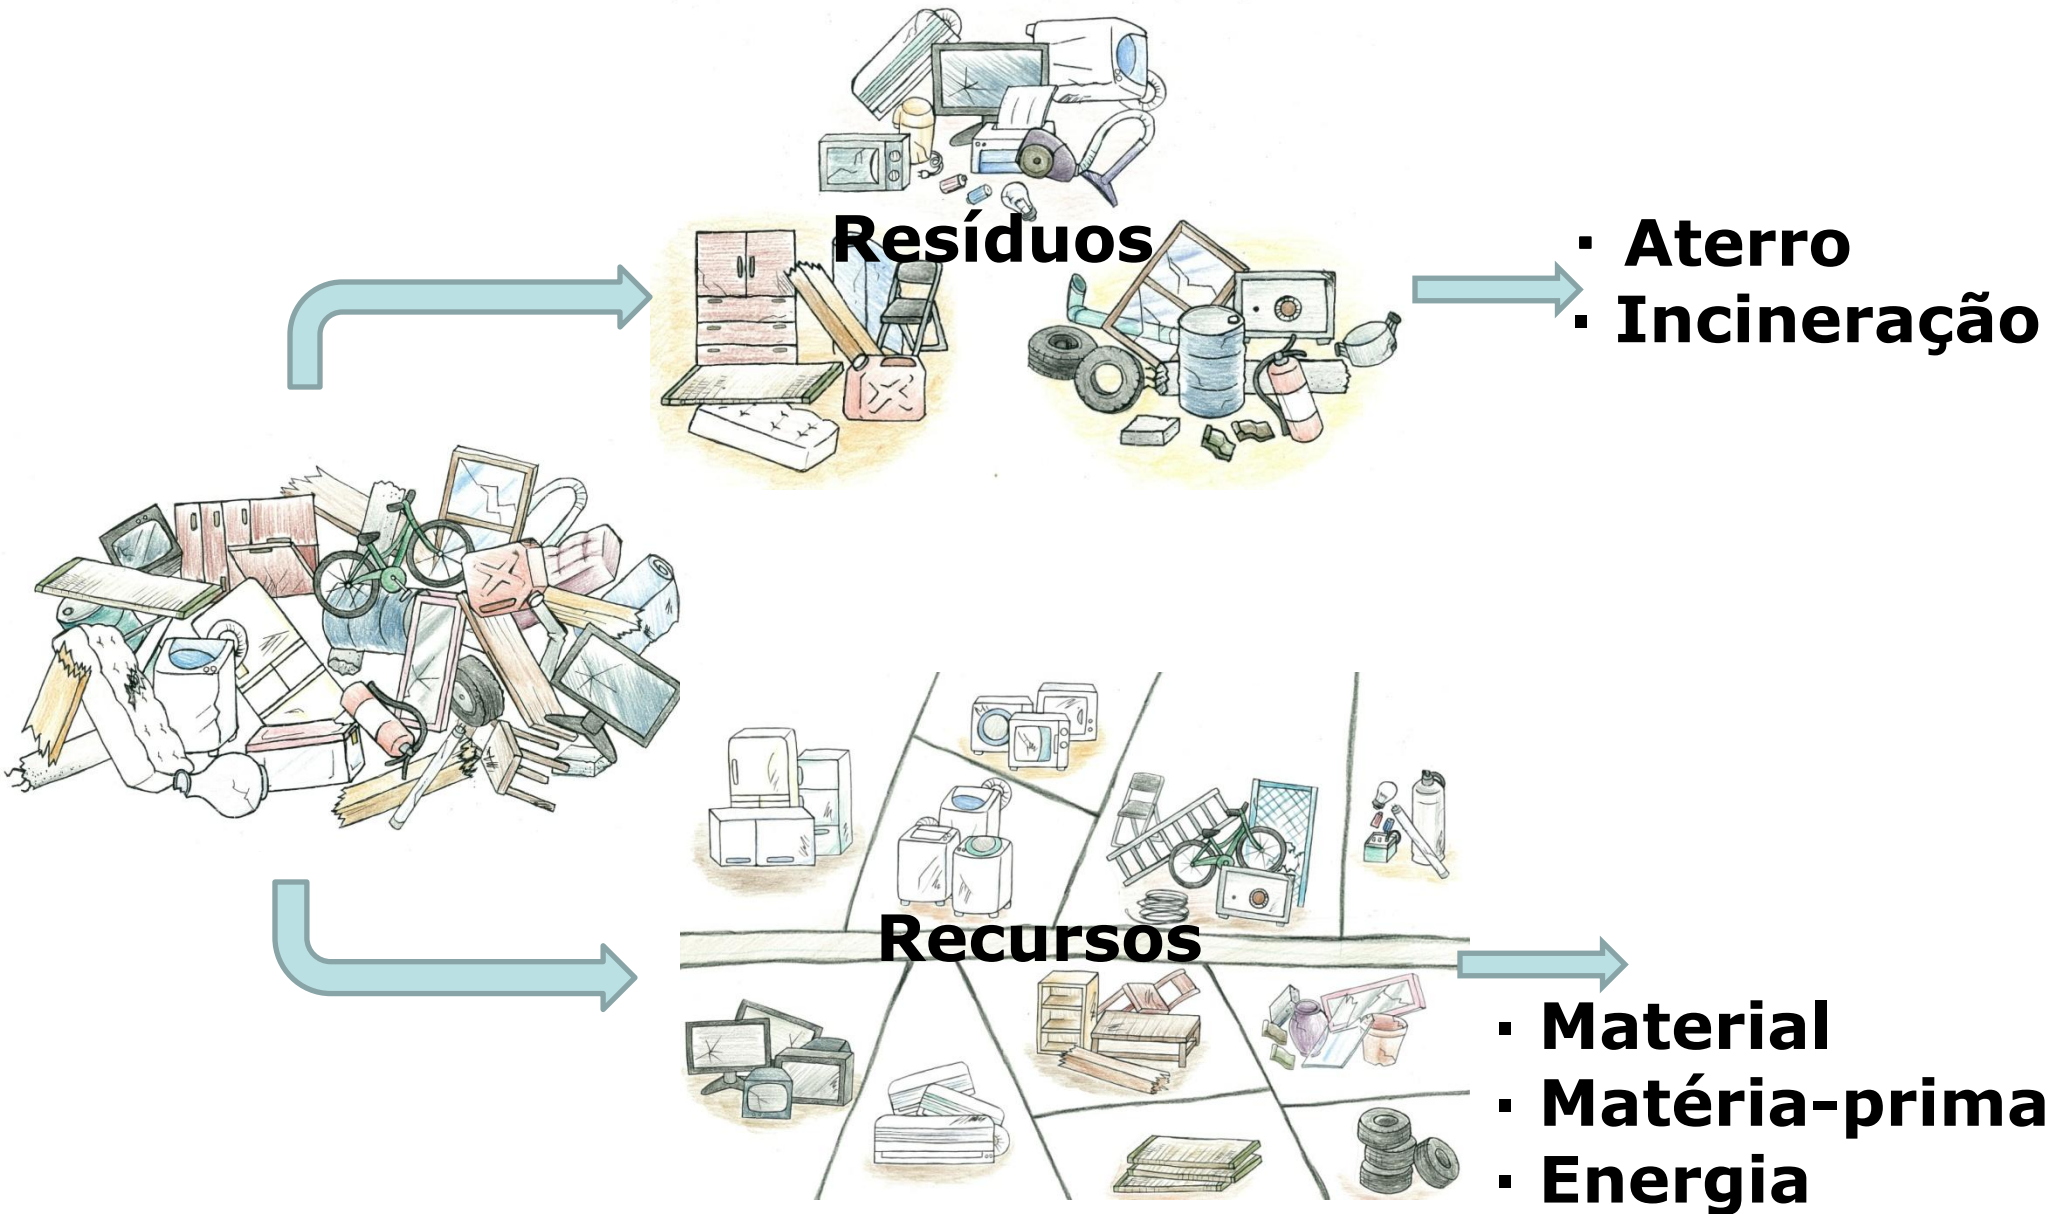 Resíduos
▪ Aterro
▪ Incineração
Recursos
▪ Material
▪ Matéria-prima
▪ Energia